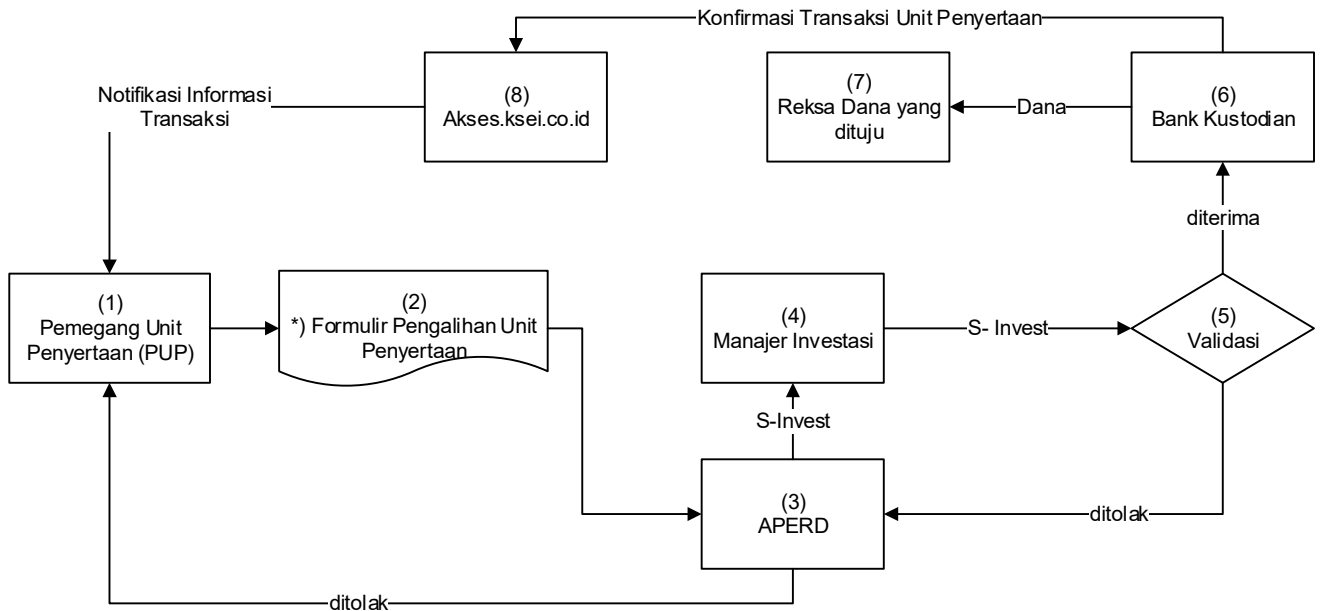 Konfirmasi Transaksi Unit Penyertaan
(8)
Akses.ksei.co.id
(7)
Reksa Dana yang
dituju
Dana
(6)
Bank Kustodian
Notifikasi Informasi
Transaksi
diterima
(1)
Pemegang Unit
Penyertaan (PUP)
(2)
*) Formulir Pengalihan Unit
Penyertaan
(4)
Manajer Investasi
S- Invest
(5)
Validasi
S-Invest
(3)
APERD
ditolak
ditolak